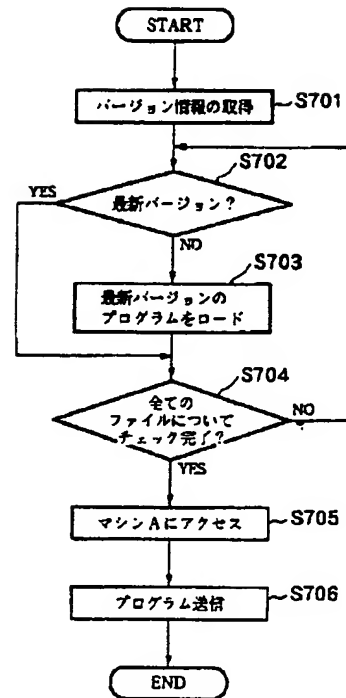 START
バージョン情報の取得
S701
S702
YES
最新バージョン?
NO
S703
最新バージョンの
プログラムをロード
S704
全ての
ファイルについて
チェック完了?
NO
YES
マシンAにアクセス
S705
プログラム送信
S706
END